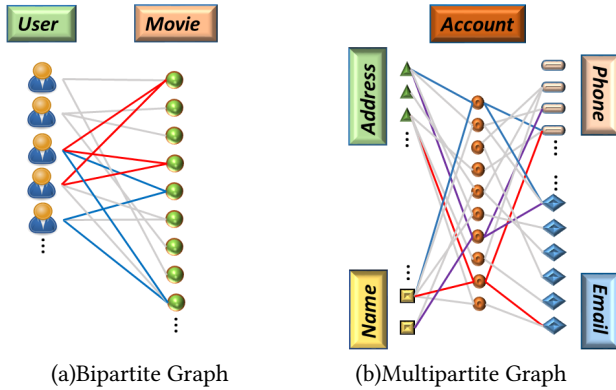 User
Movie
Account
Address
Phone
Name
Email
(a)Bipartite Graph
(b)Multipartite Graph